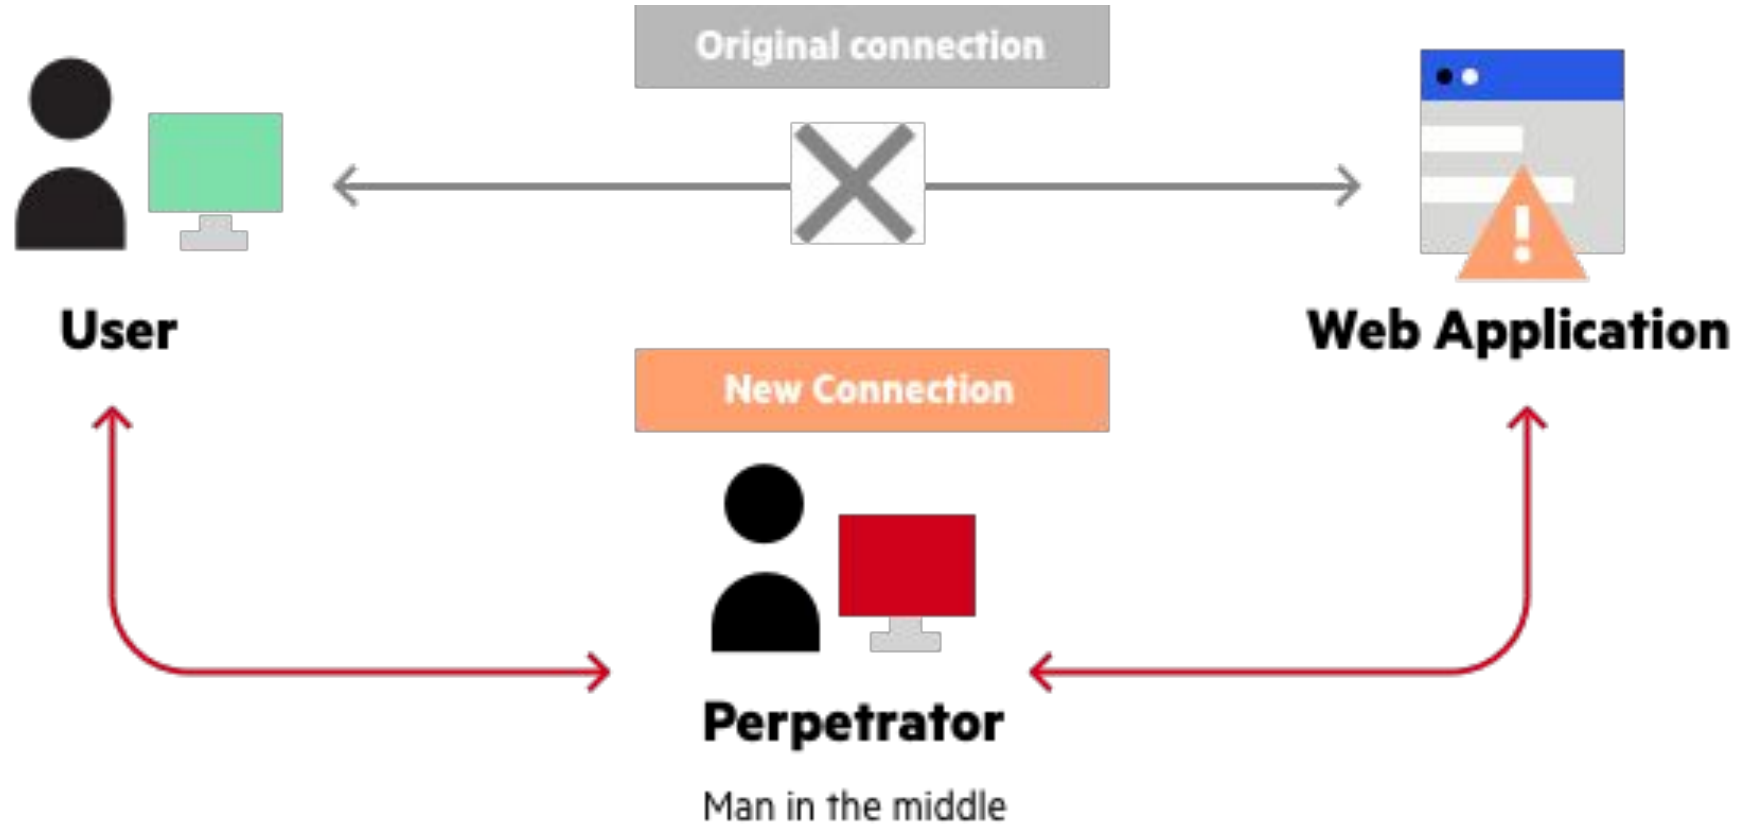 Original connection
User
Web Application
New Connection
Perpetrator
Man in the middle